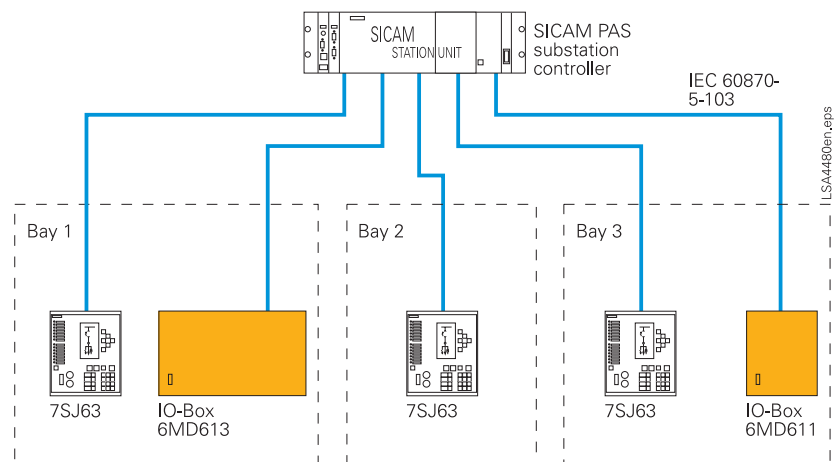 SICAM
STATION UNIT
SICAM PAS
substation
controller
IEC 60870-
5-103
LSA4480en.eps
Bay 1
Bay 2
Bay 3
7SJ63
IO-Box
6MD613
7SJ63
7SJ63
IO-Box
6MD611